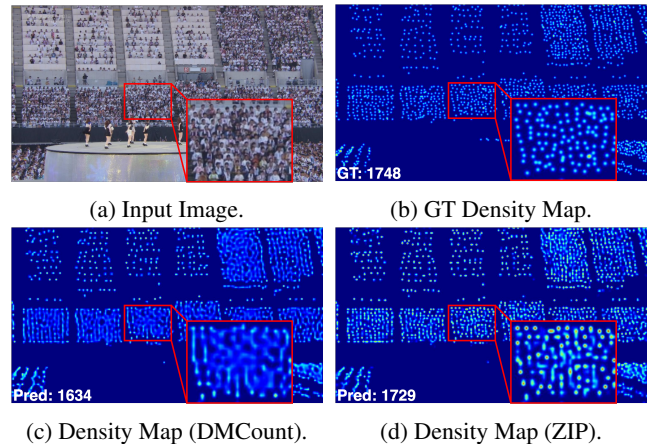 (a) Input Image.
GT: 1748
(b) GT Density Map.
Pred: 1634
(c) Density Map (DMCount).
Pred: 1729
(d) Density Map (ZIP).